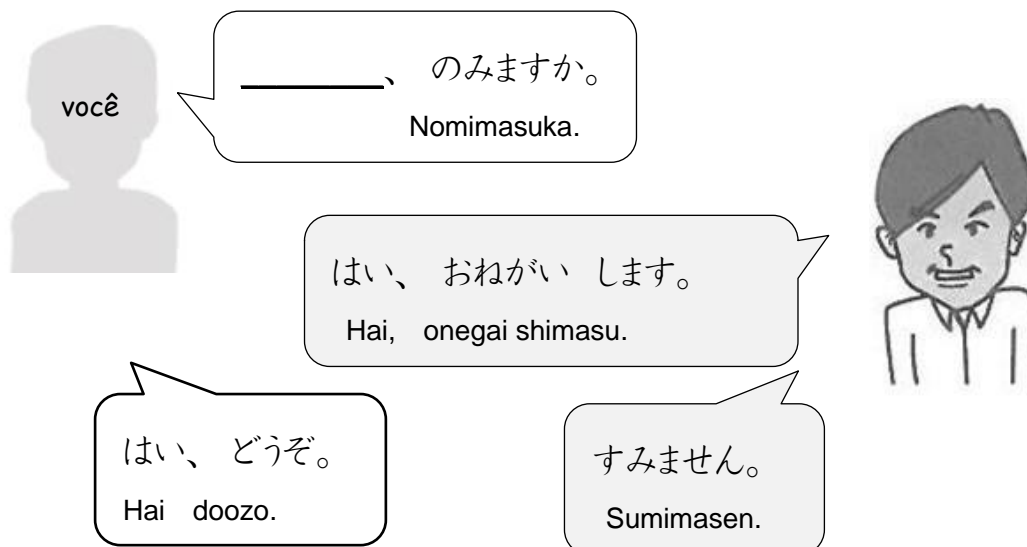 você
_______、 のみますか。
Nomimasuka.
はい、 おねがい します。
Hai, onegai shimasu.
はい、 どうぞ。
Hai doozo.
すみません。
Sumimasen.